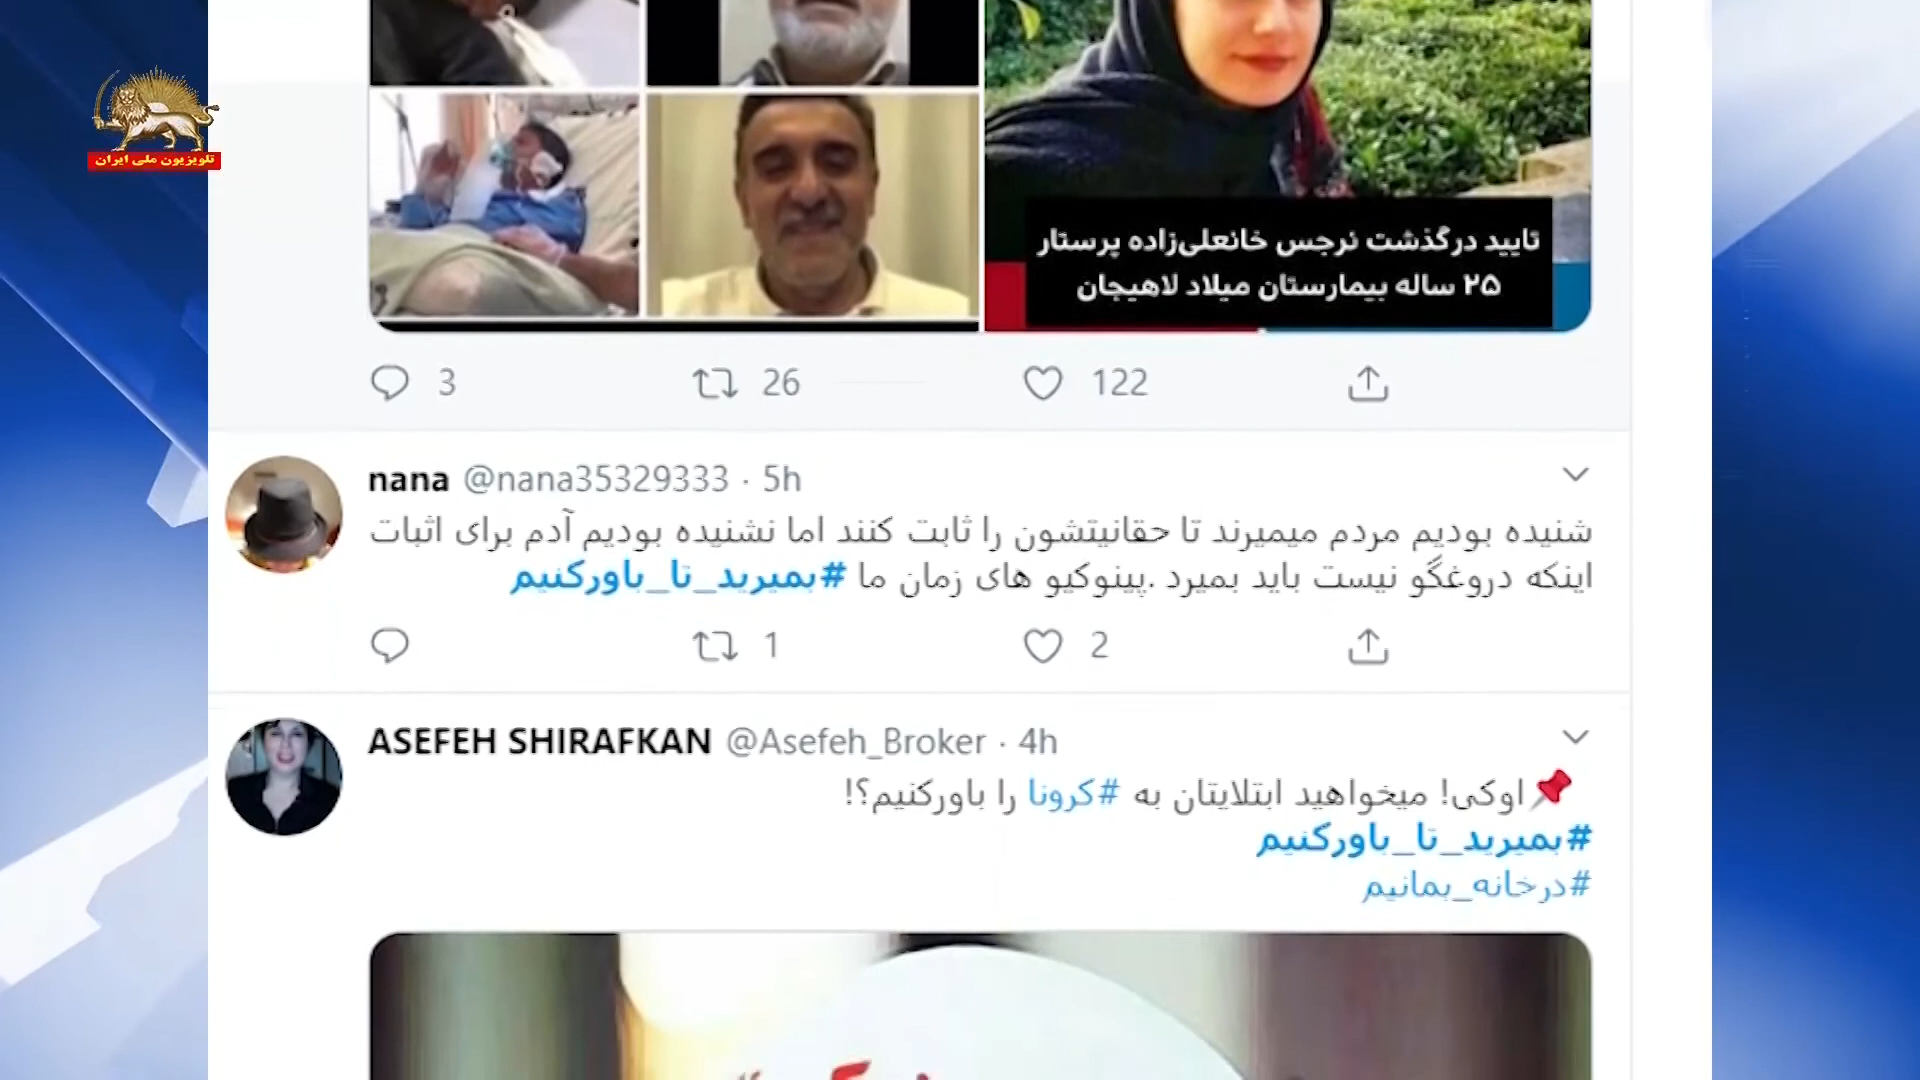 تلویزیون ملی ایران
تایید درگذشت نرجس خانعلی‌زاده پرستار
۲۵ ساله بیمارستان میلاد لاهیجان
3 26 122
nana @nana35329333 · 5h
شنیده بودیم مردم میمیرند تا حقانیتشون را ثابت کنند اما نشنیده بودیم آدم برای اثبات
اینکه دروغگو نیست باید بمیرد .پینوکیو های زمان ما #بمیرید_تا_باورکنیم
1 2
ASEFEH SHIRAFKAN @Asefeh_Broker · 4h
📌اوکی! میخواهید ابتلایتان به #کرونا را باورکنیم؟!
#بمیرید_تا_باورکنیم
#درخانه_بمانیم